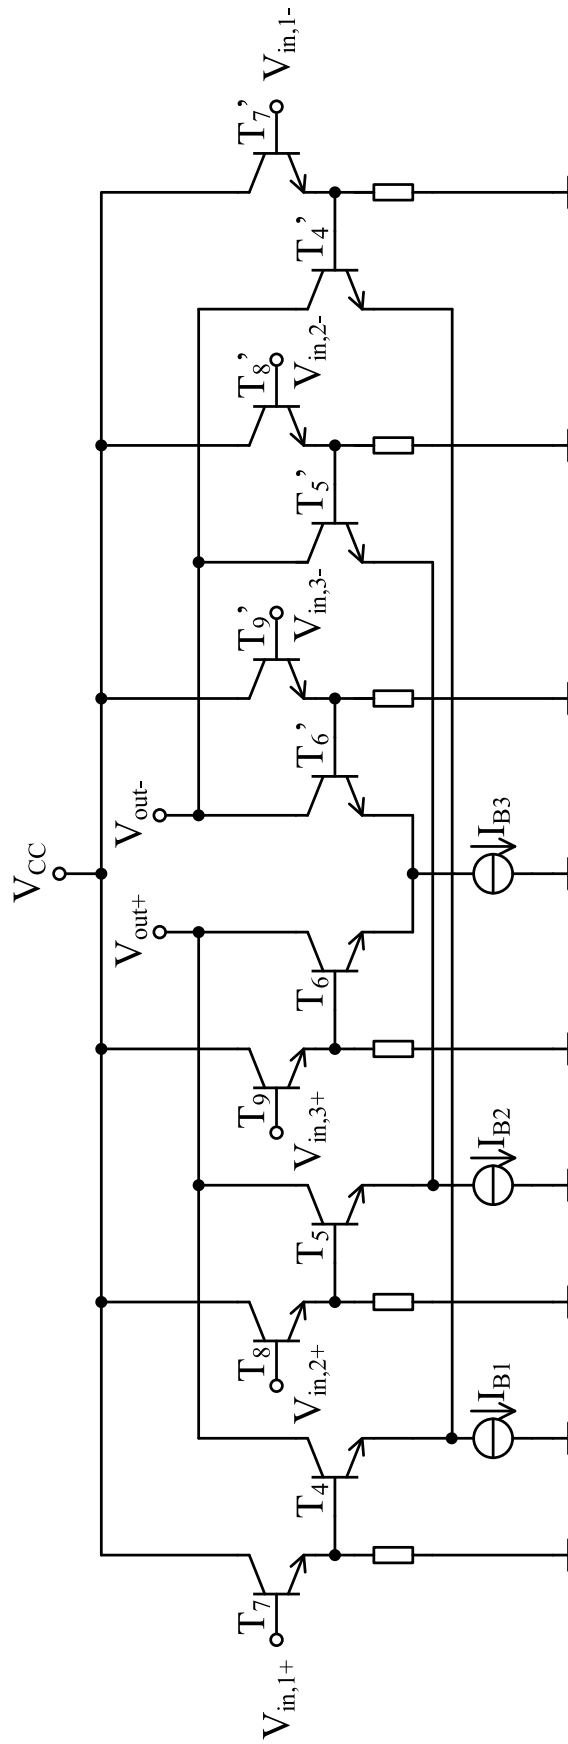 V_CC
V_out+
V_out-
T_7
V_in,1+
T_4
T_8
V_in,2+
T_5
T_9
V_in,3+
T_6
T_6'
T_9'
V_in,3-
T_5'
T_8'
V_in,2-
T_4'
T_7'
V_in,1-
I_B1
I_B2
I_B3